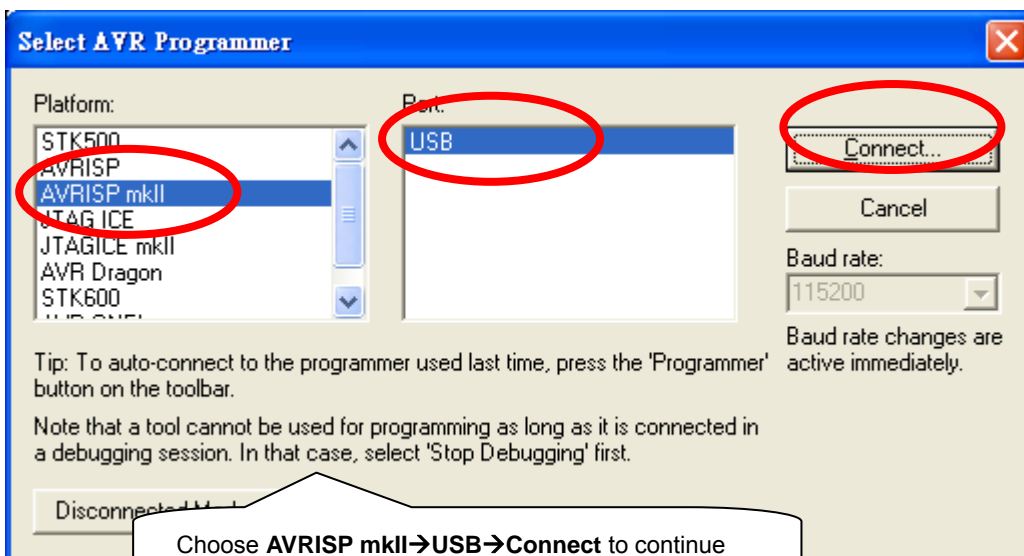 Select AVR Programmer
Platform:
Port:
STK500
AVRISP
AVRISP mkII
JTAG ICE
JTAGICE mkII
AVR Dragon
STK600
USB
Connect...
Cancel
Baud rate:
115200
Baud rate changes are
active immediately.
Tip: To auto-connect to the programmer used last time, press the 'Programmer'
button on the toolbar.
Note that a tool cannot be used for programming as long as it is connected in
a debugging session. In that case, select 'Stop Debugging' first.
Disconnected
Choose AVRISP mkII→USB→Connect to continue